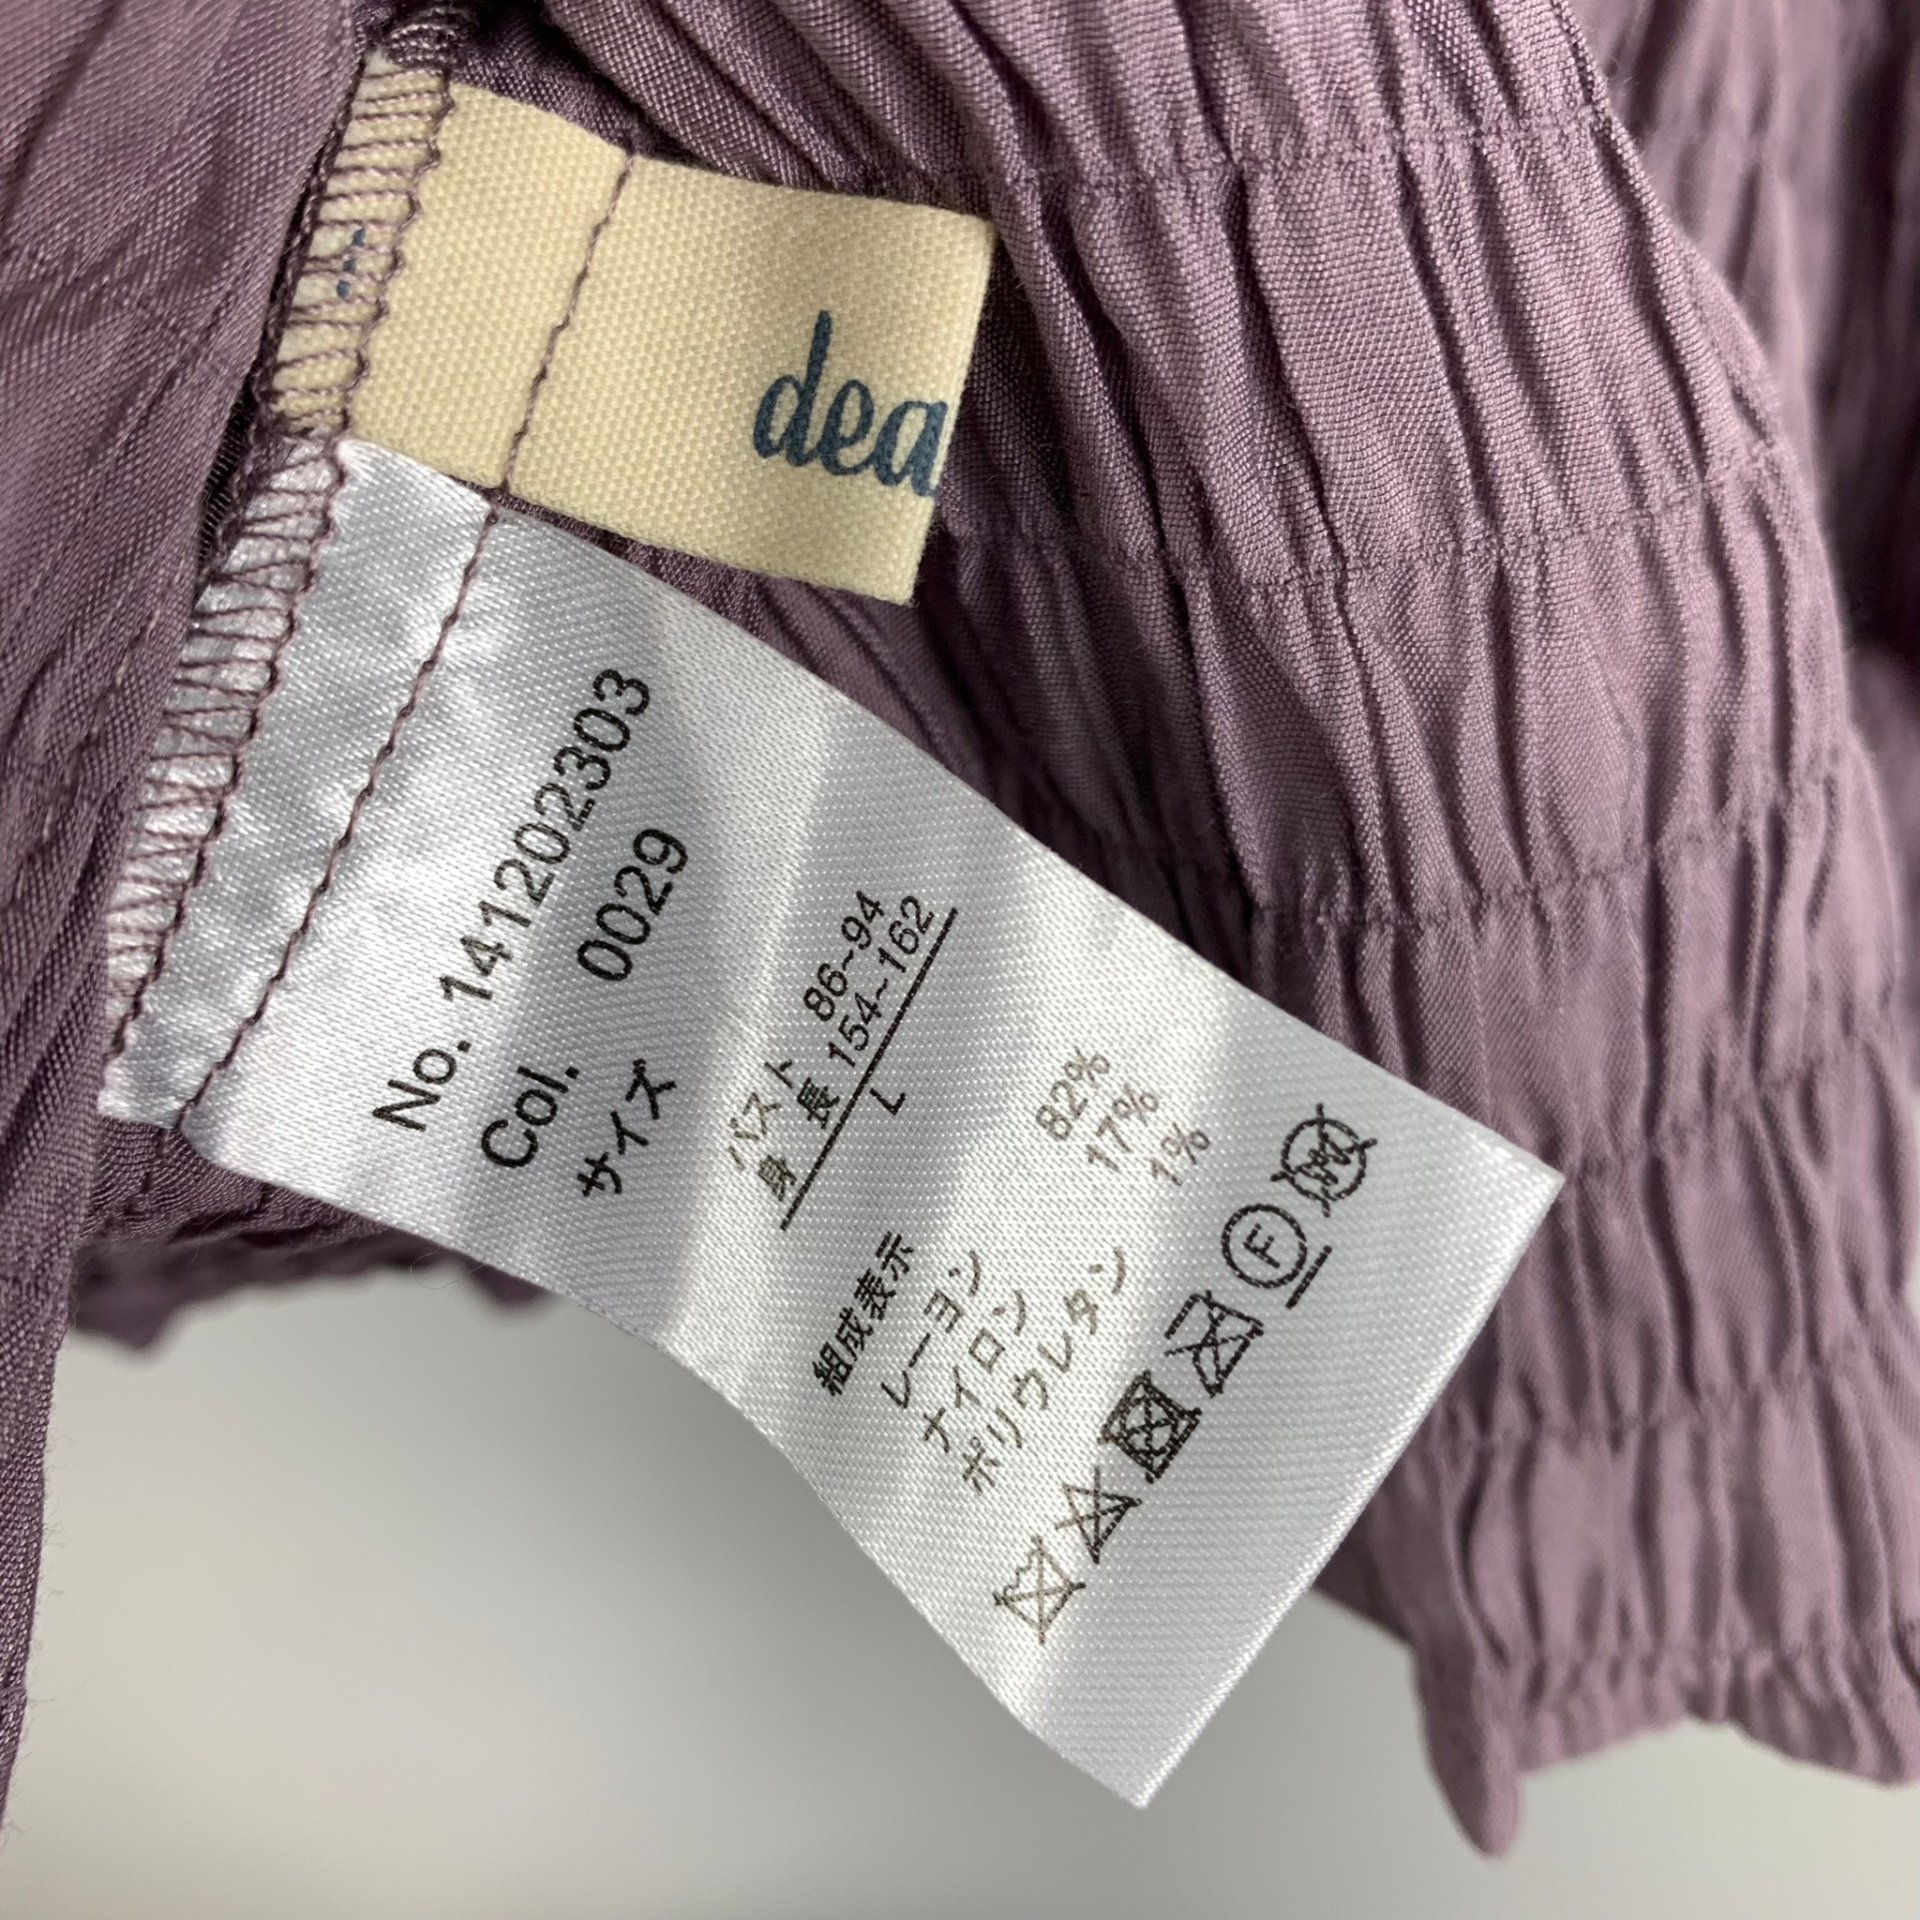 dea
No. 141202303
Col. 0029
サイズ
バスト 86~94
身長 154~162
L
組成表示
レーヨン 82%
ナイロン 17%
ポリウレタン 1%
F